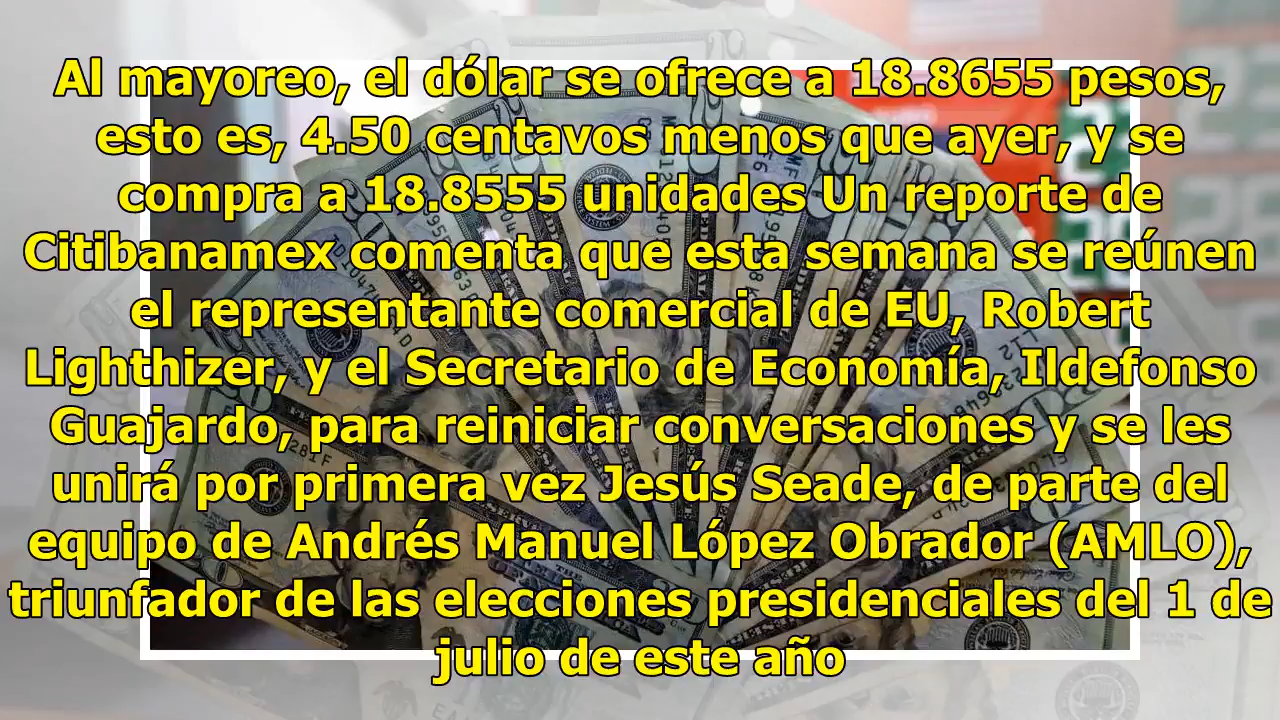 Al mayoreo, el dólar se ofrece a 18.8655 pesos,
esto es, 4.50 centavos menos que ayer, y se
compra a 18.8555 unidades Un reporte de
Citibanamex comenta que esta semana se reúnen
el representante comercial de EU, Robert
Lighthizer, y el Secretario de Economía, Ildefonso
Guajardo, para reiniciar conversaciones y se les
unirá por primera vez Jesús Seade, de parte del
equipo de Andrés Manuel López Obrador (AMLO),
triunfador de las elecciones presidenciales del 1 de
julio de este año